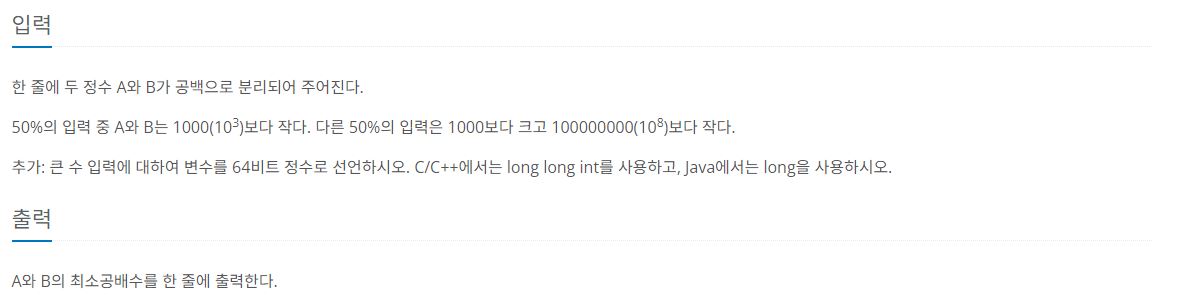 입력
한 줄에 두 정수 A와 B가 공백으로 분리되어 주어진다.
50%의 입력 중 A와 B는 1000(10³)보다 작다. 다른 50%의 입력은 1000보다 크고 100000000(10⁸)보다 작다.
추가: 큰 수 입력에 대하여 변수를 64비트 정수로 선언하시오. C/C++에서는 long long int를 사용하고, Java에서는 long을 사용하시오.
출력
A와 B의 최소공배수를 한 줄에 출력한다.